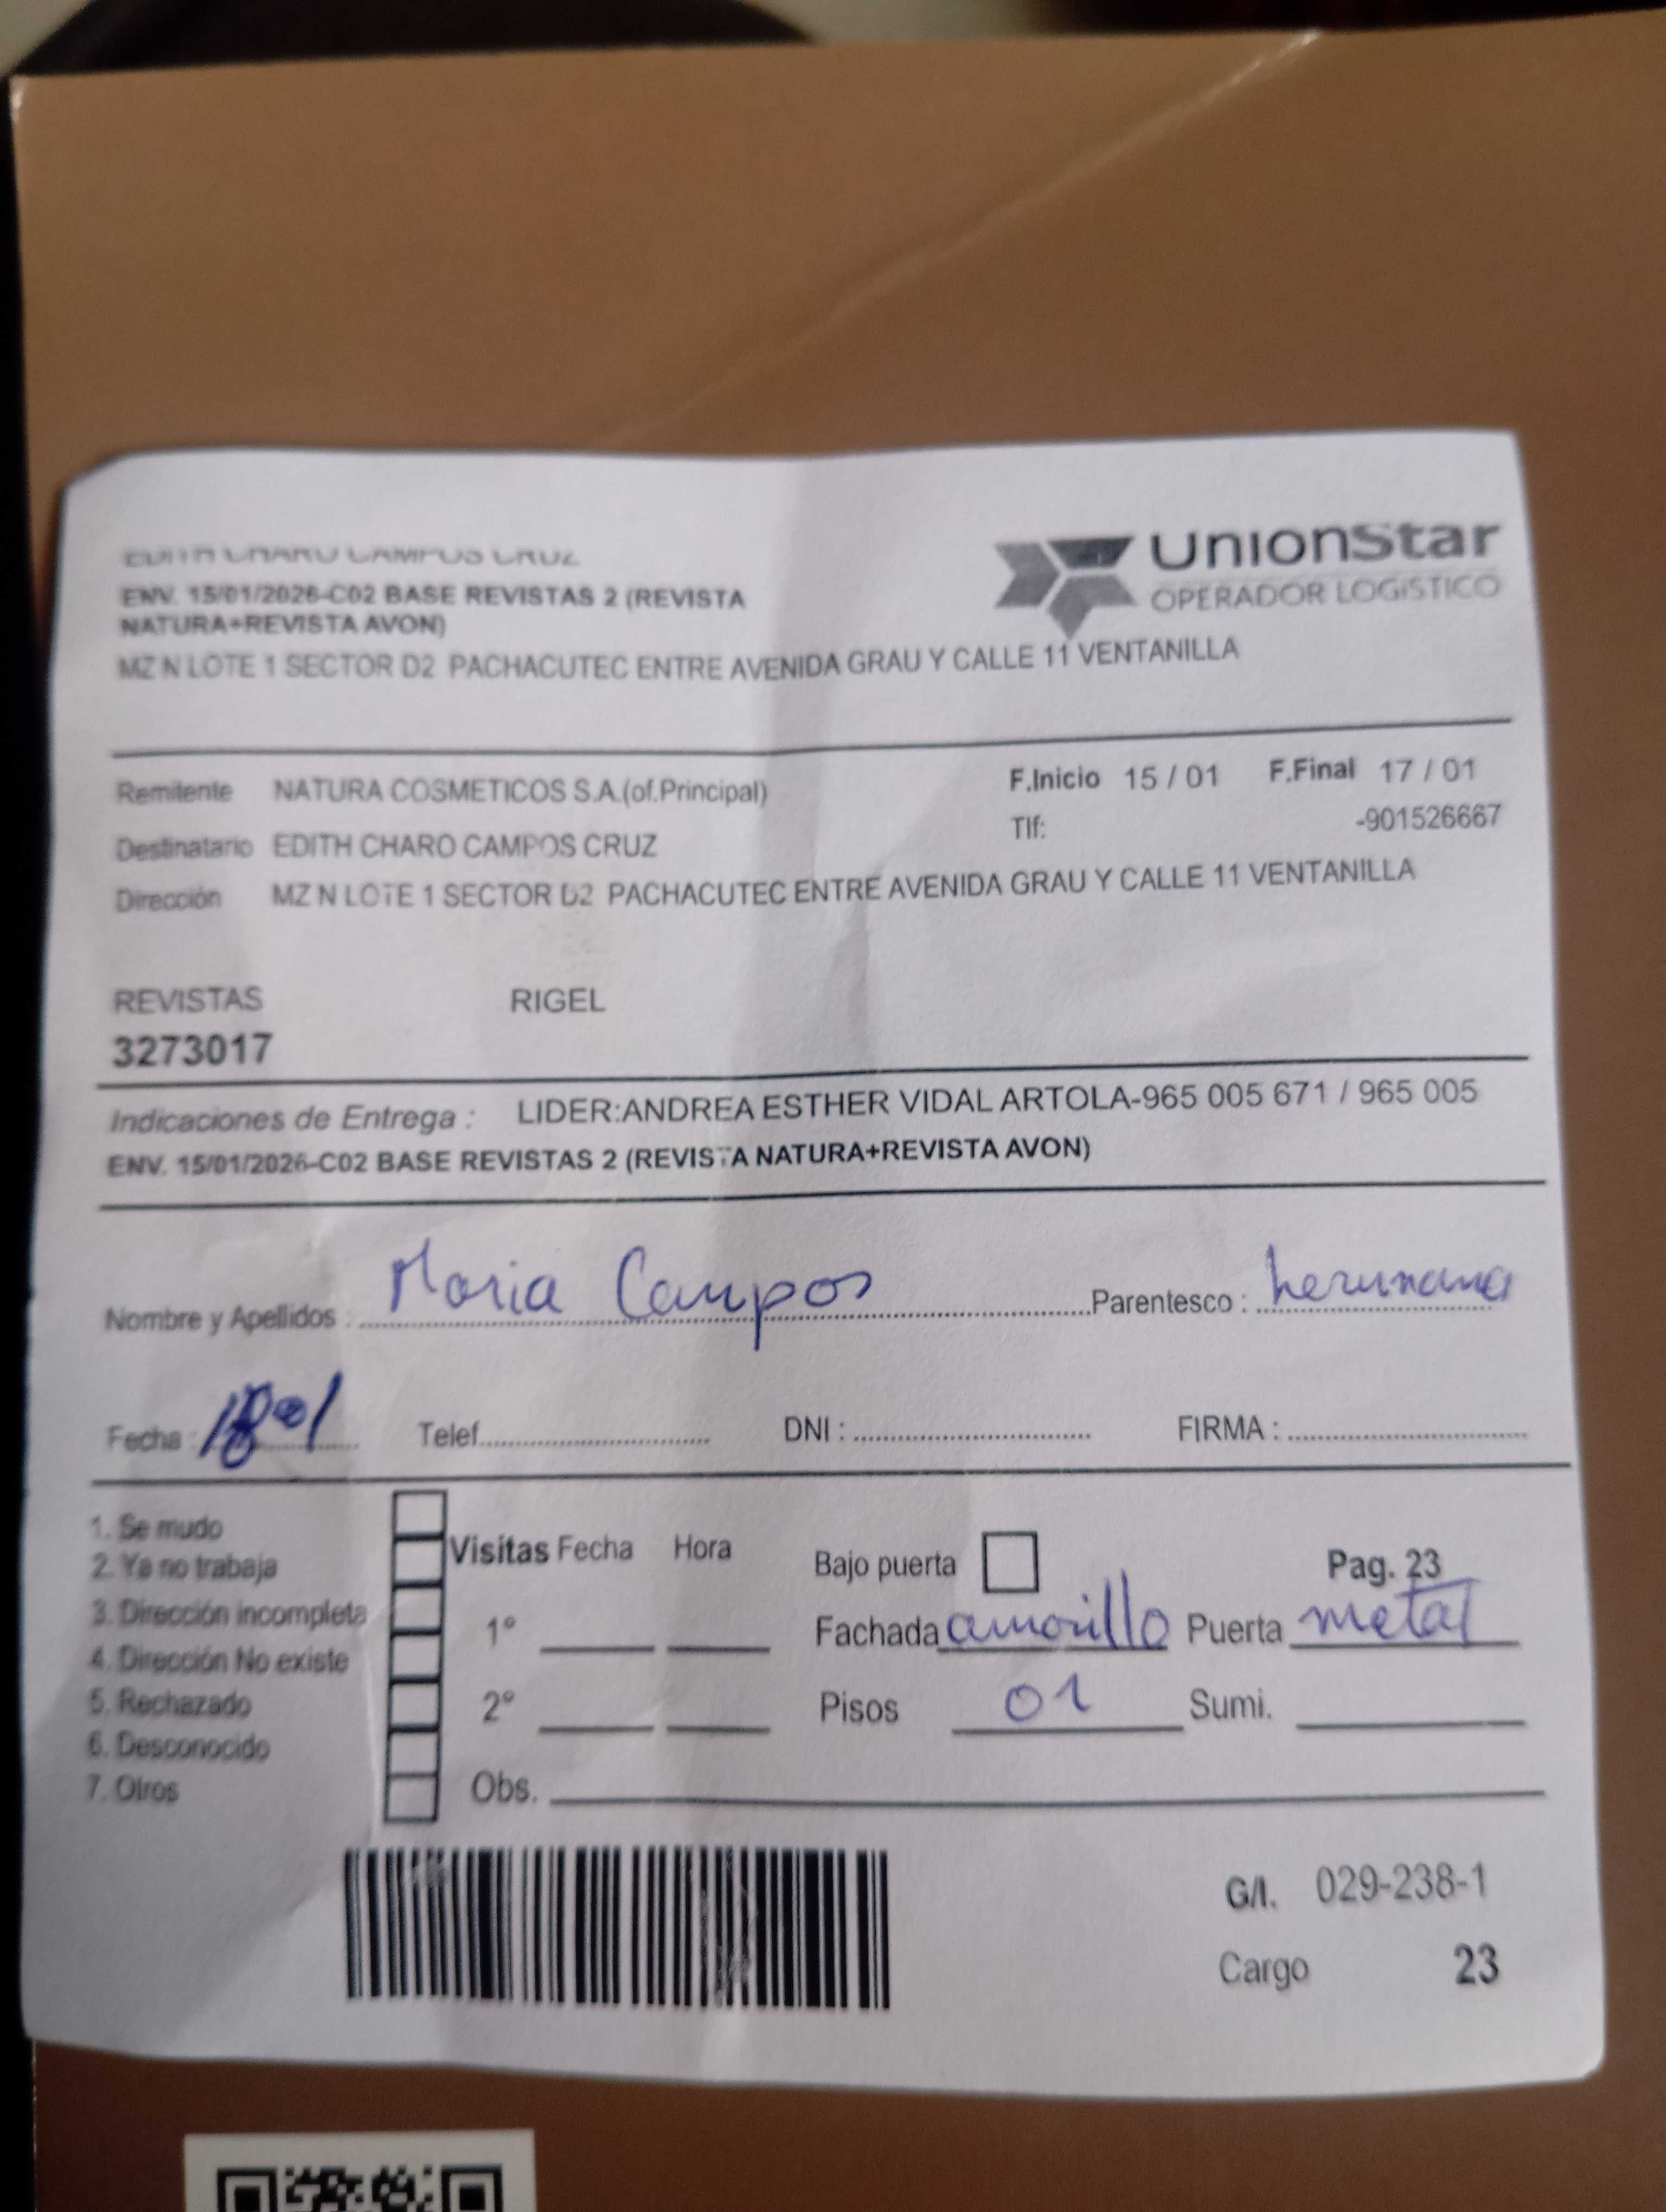 EDITH CHARO CAMPOS CRUZ
UnionStar
OPERADOR LOGÍSTICO
ENV. 15/01/2026-C02 BASE REVISTAS 2 (REVISTA
NATURA+REVISTA AVON)
MZ N LOTE 1 SECTOR D2 PACHACUTEC ENTRE AVENIDA GRAU Y CALLE 11 VENTANILLA
Remitente NATURA COSMETICOS S.A.(of.Principal) F.Inicio 15 / 01 F.Final 17 / 01
Tlf: -901526667
Destinatario EDITH CHARO CAMPOS CRUZ
Dirección MZ N LOTE 1 SECTOR D2 PACHACUTEC ENTRE AVENIDA GRAU Y CALLE 11 VENTANILLA
REVISTAS RIGEL
3273017
Indicaciones de Entrega : LIDER:ANDREA ESTHER VIDAL ARTOLA-965 005 671 / 965 005
ENV. 15/01/2026-C02 BASE REVISTAS 2 (REVISTA NATURA+REVISTA AVON)
Nombre y Apellidos : Maria Campos Parentesco : hermana
Fecha : Telef. DNI : FIRMA :
1. Se mudo
2. Ya no trabaja
3. Dirección incompleta
4. Dirección No existe
5. Rechazado
6. Desconocido
7. Otros
Visitas Fecha Hora
1°
2°
Obs.
Bajo puerta Pag. 23
Fachada amarillo Puerta metal
Pisos 01 Sumi.
G/I. 029-238-1
Cargo 23